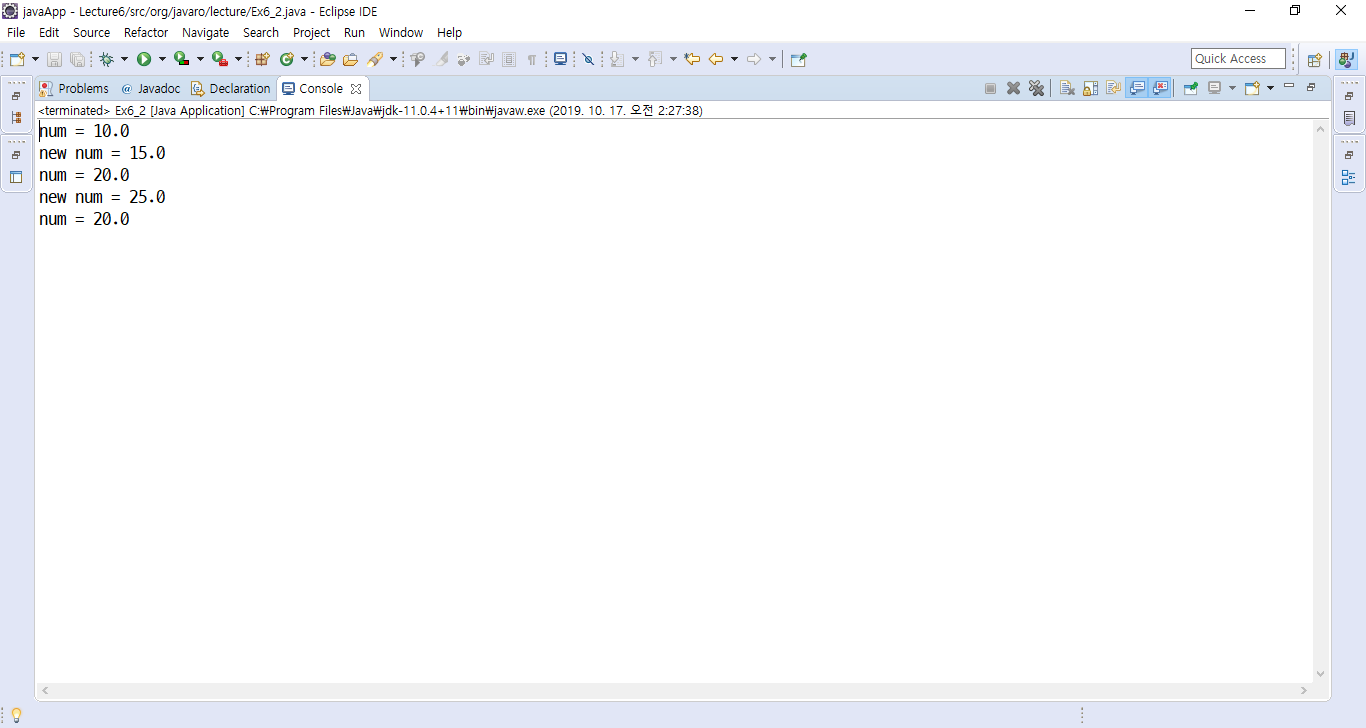 javaApp - Lecture6/src/org/javaro/lecture/Ex6_2.java - Eclipse IDE
File Edit Source Refactor Navigate Search Project Run Window Help
Quick Access
Problems @ Javadoc Declaration Console
<terminated> Ex6_2 [Java Application] C:₩Program Files₩Java₩jdk-11.0.4+11₩bin₩javaw.exe (2019. 10. 17. 오전 2:27:38)
num = 10.0
new num = 15.0
num = 20.0
new num = 25.0
num = 20.0